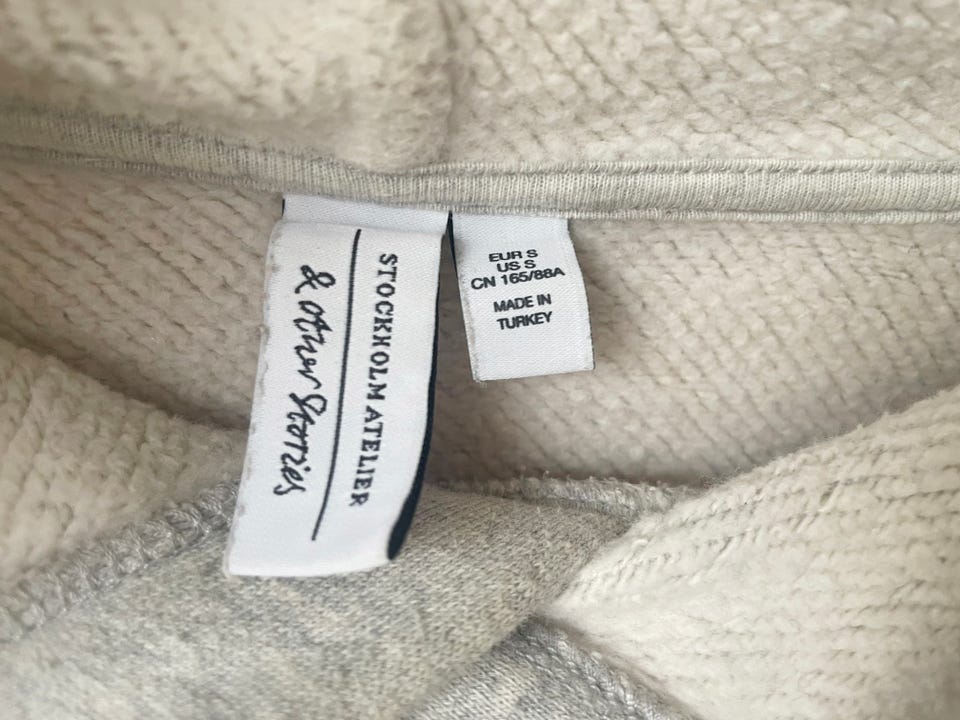 STOCKHOLM ATELIER
& other Stories
EUR S
US S
CN 165/88A
MADE IN
TURKEY